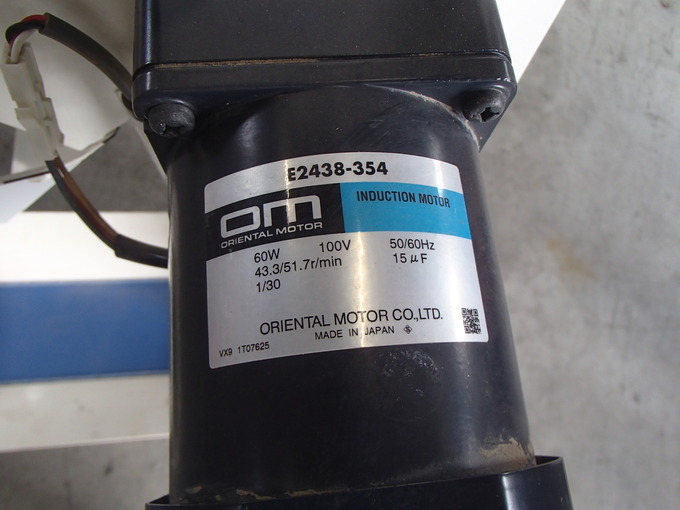 E2438-354
om INDUCTION MOTOR
ORIENTAL MOTOR
60W 100V 50/60Hz
43.3/51.7r/min 15μF
1/30
ORIENTAL MOTOR CO.,LTD.
MADE IN JAPAN
VX9 1T07625